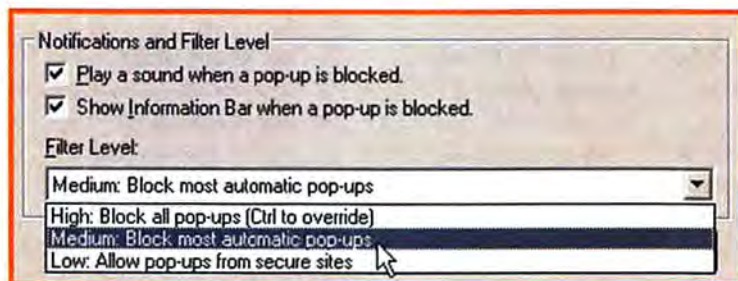 Notifications and Filter Level
Play a sound when a pop-up is blocked.
Show Information Bar when a pop-up is blocked.
Filter Level:
Medium: Block most automatic pop-ups
High: Block all pop-ups (Ctrl to override)
Medium: Block most automatic pop-ups
Low: Allow pop-ups from secure sites